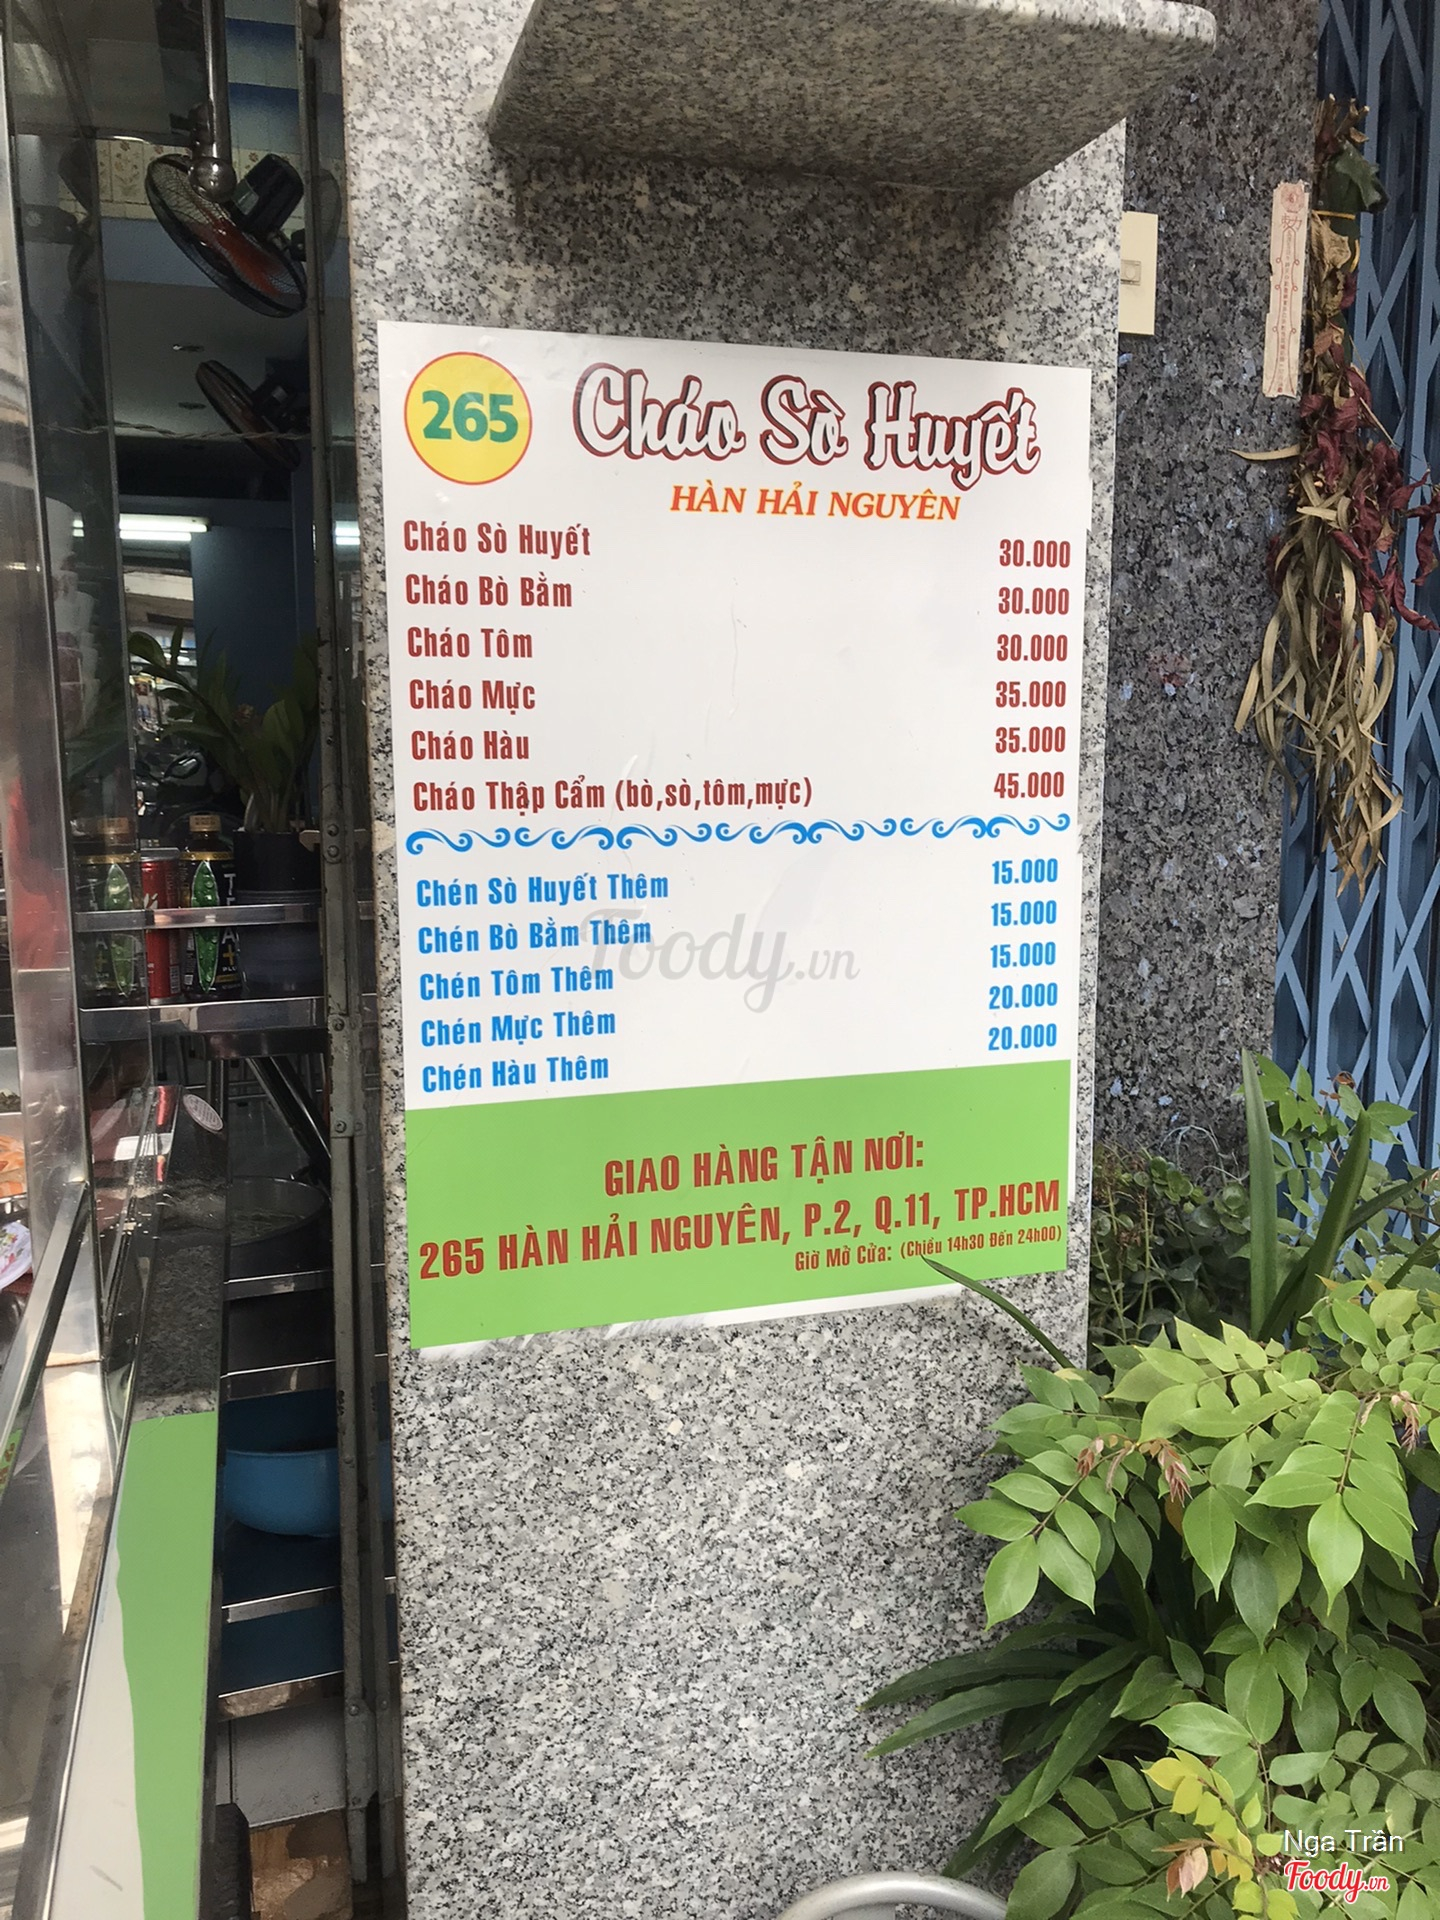 265
Cháo Sò Huyết
HÀN HẢI NGUYÊN
Cháo Sò Huyết 30.000
Cháo Bò Bằm 30.000
Cháo Tôm 30.000
Cháo Mực 35.000
Cháo Hàu 35.000
Cháo Thập Cẩm (bò,sò,tôm,mực) 45.000
Chén Sò Huyết Thêm 15.000
Chén Bò Bằm Thêm 15.000
Chén Tôm Thêm 15.000
Chén Mực Thêm 20.000
Chén Hàu Thêm 20.000
Foody.vn
GIAO HÀNG TẬN NƠI:
265 HÀN HẢI NGUYÊN, P.2, Q.11, TP.HCM
Giờ Mở Cửa: (Chiều 14h30 Đến 24h00)
Nga Trần
Foody.vn